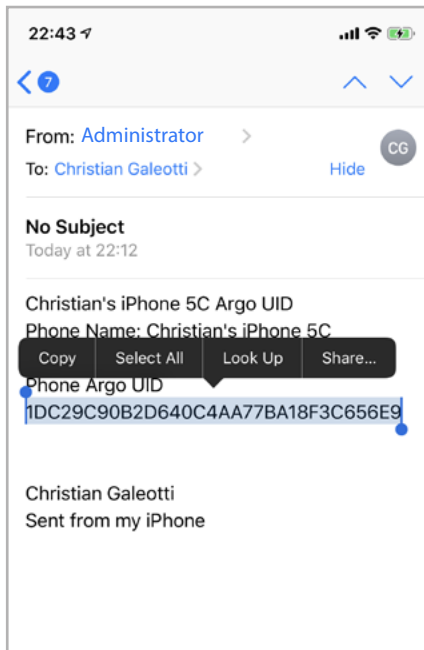 22:43
7
From: Administrator
CG
To: Christian Galeotti
Hide
No Subject
Today at 22:12
Christian's iPhone 5C Argo UID
Phone Name: Christian's iPhone 5C
Copy Select All Look Up Share...
Phone Argo UID
1DC29C90B2D640C4AA77BA18F3C656E9
Christian Galeotti
Sent from my iPhone